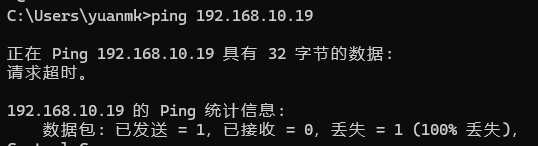 C:\Users\yuanmk>ping 192.168.10.19
正在 Ping 192.168.10.19 具有 32 字节的数据:
请求超时。
192.168.10.19 的 Ping 统计信息:
数据包: 已发送 = 1，已接收 = 0，丢失 = 1 (100% 丢失)，